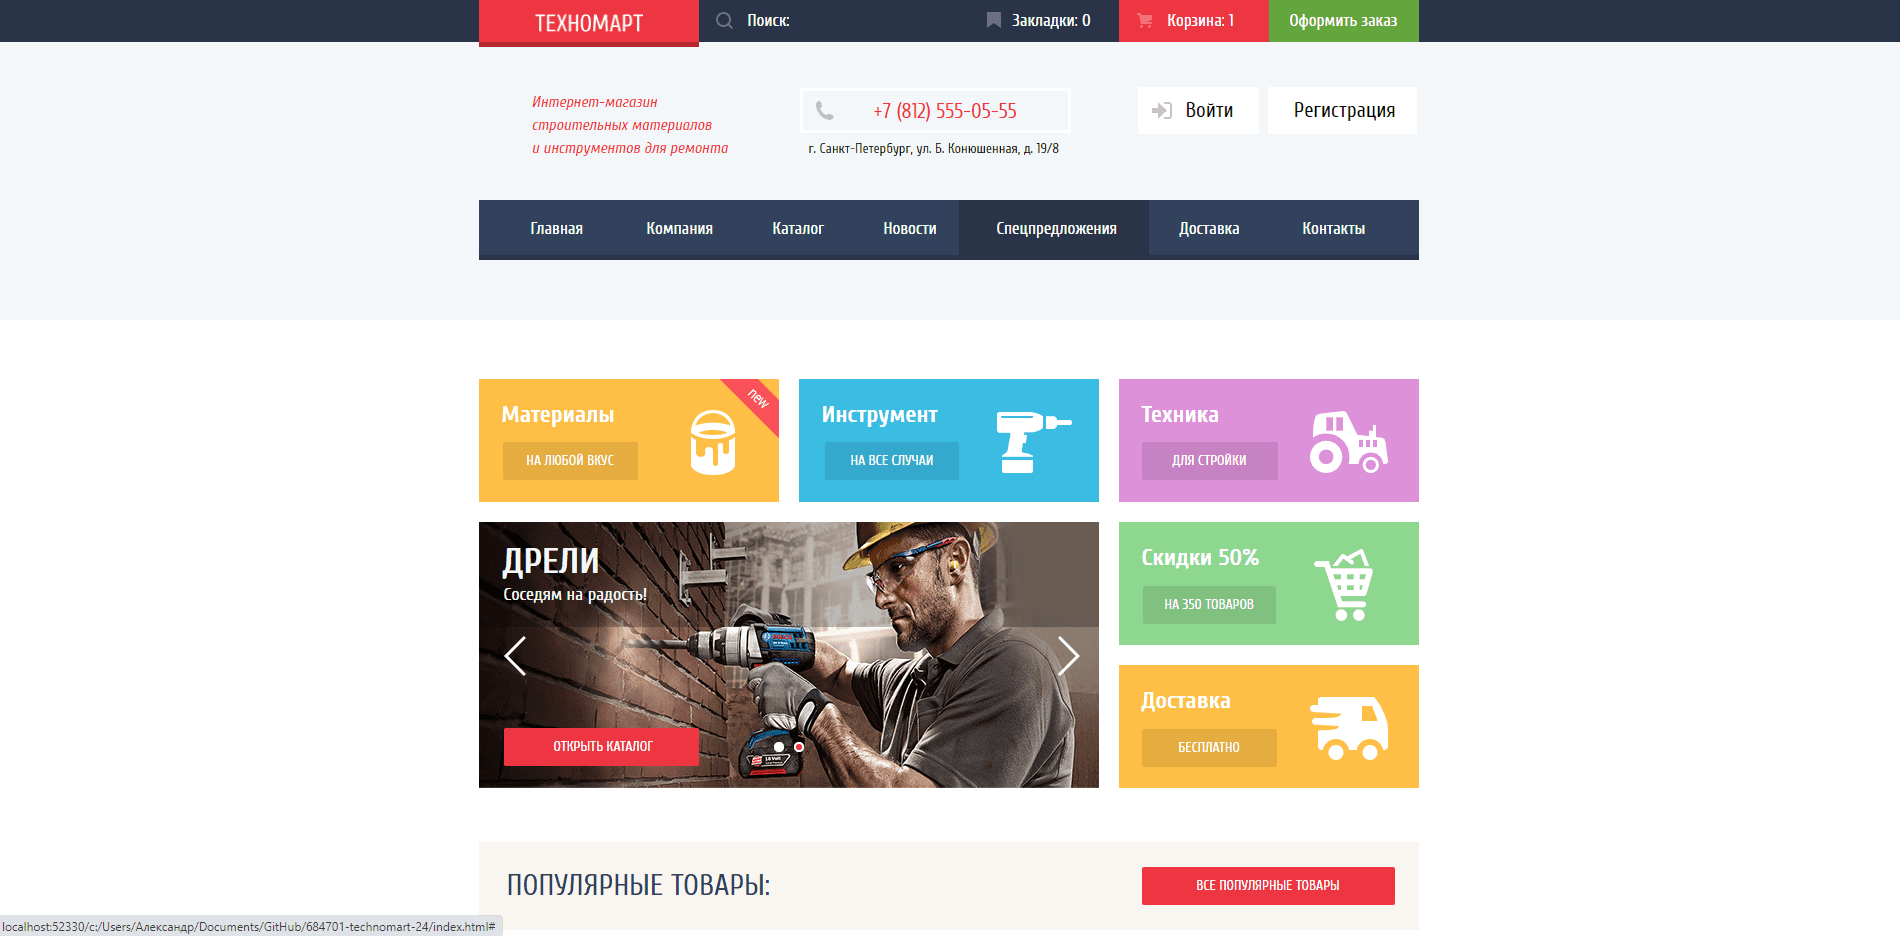 ТЕХНОМАРТ
Поиск:
Закладки: 0
Корзина: 1
Оформить заказ
Интернет-магазин
строительных материалов
и инструментов для ремонта
+7 (812) 555-05-55
г. Санкт-Петербург, ул. Б. Конюшенная, д. 19/8
Войти
Регистрация
Главная
Компания
Каталог
Новости
Спецпредложения
Доставка
Контакты
Материалы
НА ЛЮБОЙ ВКУС
new
Инструмент
НА ВСЕ СЛУЧАИ
Техника
ДЛЯ СТРОЙКИ
ДРЕЛИ
Соседям на радость!
ОТКРЫТЬ КАТАЛОГ
Скидки 50%
НА 350 ТОВАРОВ
Доставка
БЕСПЛАТНО
ПОПУЛЯРНЫЕ ТОВАРЫ:
ВСЕ ПОПУЛЯРНЫЕ ТОВАРЫ
localhost:52330/c:/Users/Александр/Documents/GitHub/684701-technomart-24/index.html#